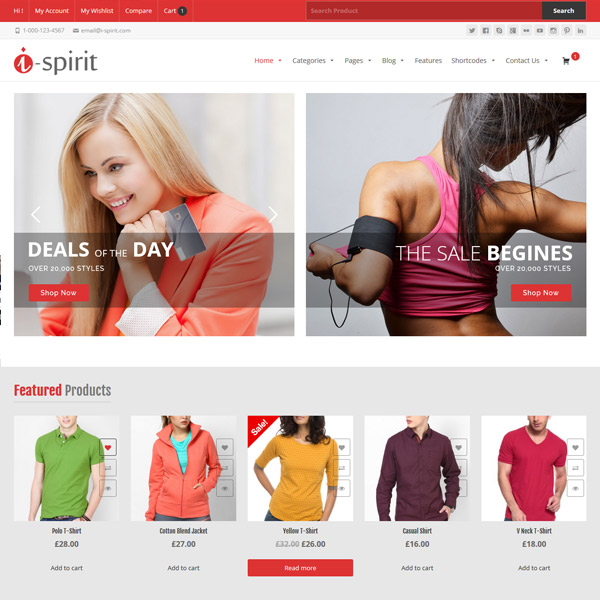 Hi ! My Account My Wishlist Compare Cart 1 Search Product Search
1-000-123-4567 email@i-spirit.com
i-spirit Home Categories Pages Blog Features Shortcodes Contact Us 1
DEALS OF THE DAY
OVER 20,000 STYLES
Shop Now
THE SALE BEGINES
OVER 20,000 STYLES
Shop Now
Featured Products
Sale!
Polo T-Shirt Cotton Blend Jacket Yellow T-Shirt Casual Shirt V Neck T-Shirt
£28.00 £27.00 £32.00 £26.00 £16.00 £18.00
Add to cart Add to cart Read more Add to cart Add to cart